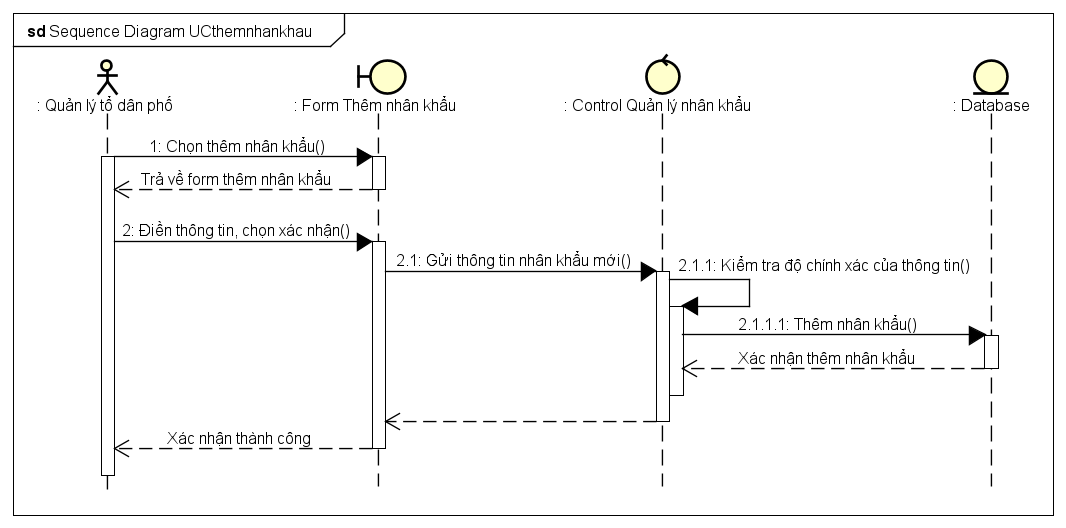 sd Sequence Diagram UCthemnhankhau
: Quản lý tổ dân phố
: Form Thêm nhân khẩu
: Control Quản lý nhân khẩu
: Database
1: Chọn thêm nhân khẩu()
Trả về form thêm nhân khẩu
2: Điền thông tin, chọn xác nhận()
2.1: Gửi thông tin nhân khẩu mới()
2.1.1: Kiểm tra độ chính xác của thông tin()
2.1.1.1: Thêm nhân khẩu()
Xác nhận thêm nhân khẩu
Xác nhận thành công